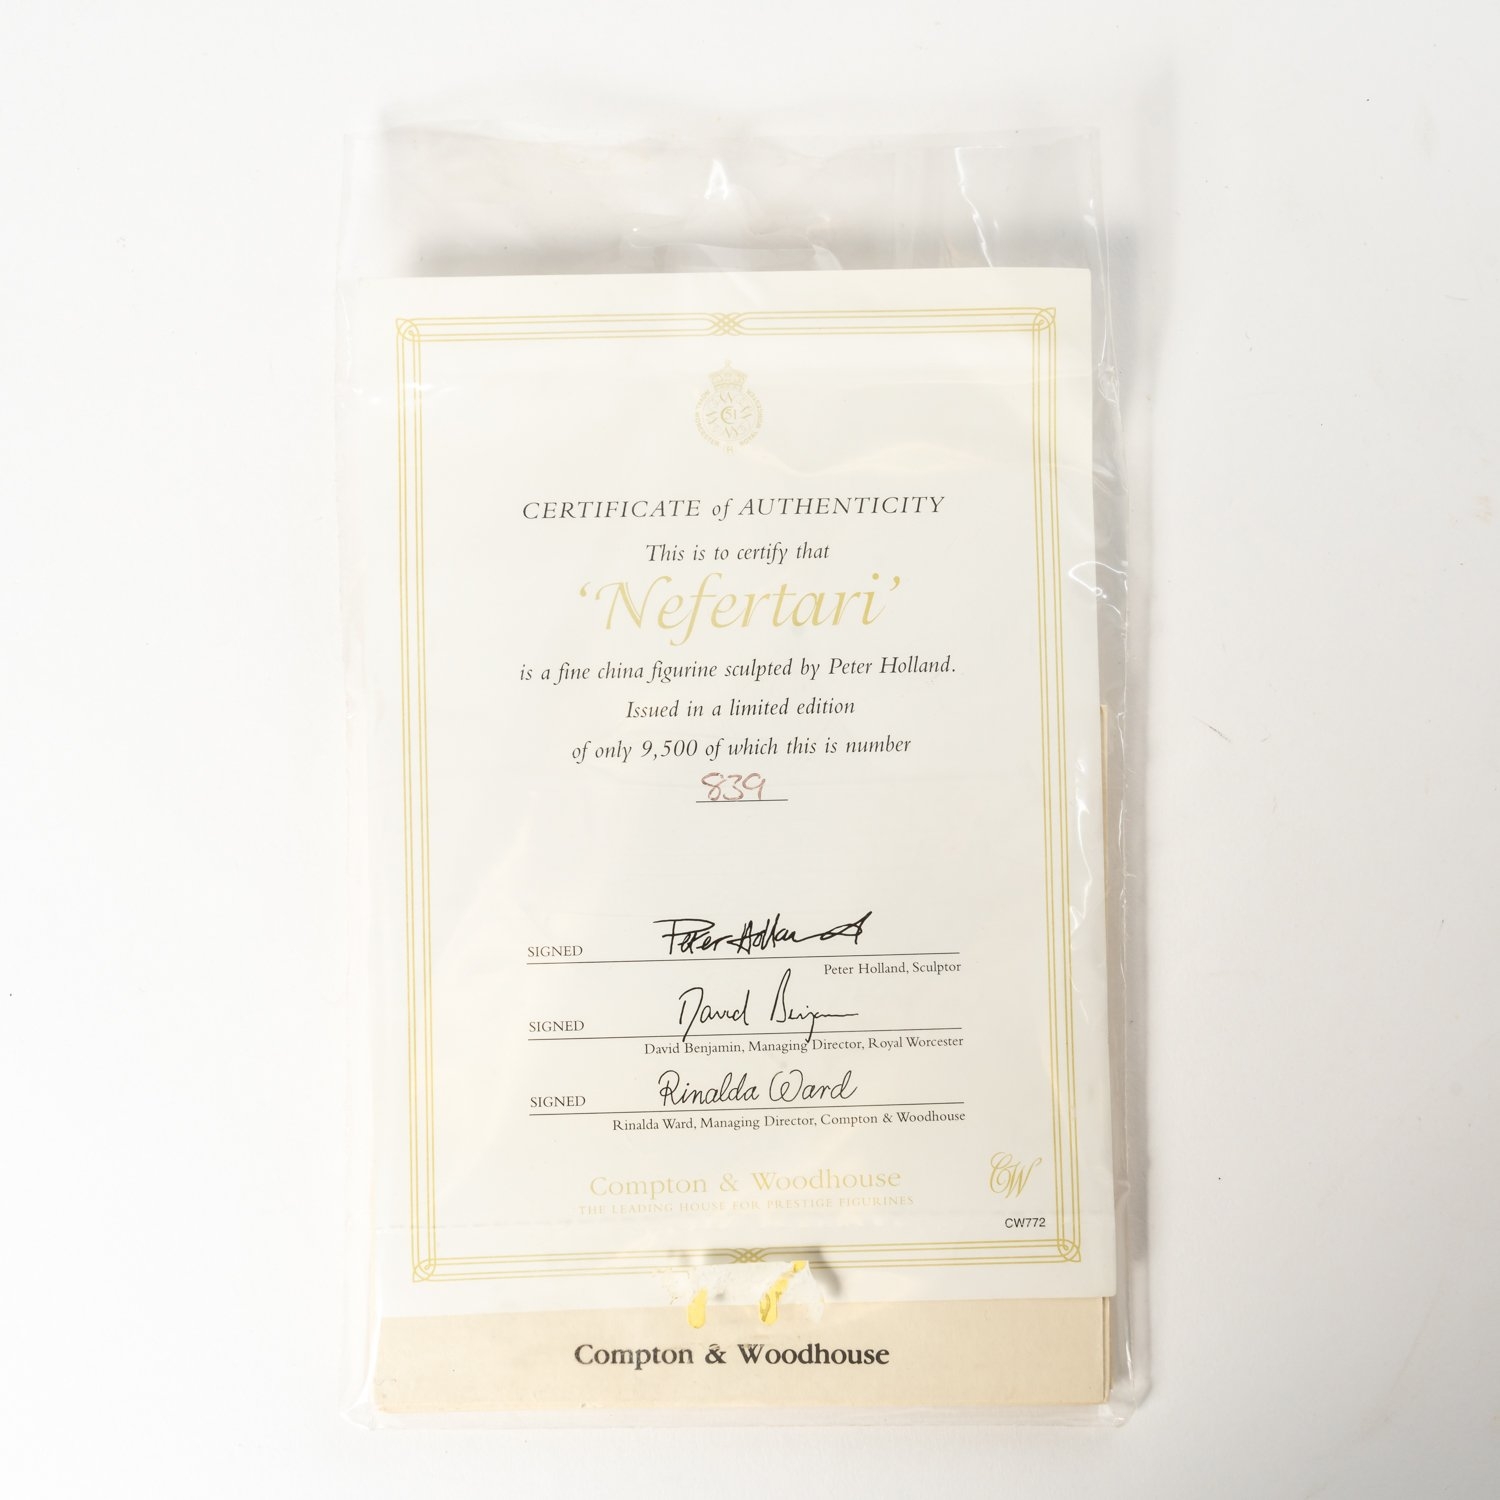 CERTIFICATE of AUTHENTICITY
This is to certify that
‘Nefertari’
is a fine china figurine sculpted by Peter Holland.
Issued in a limited edition
of only 9,500 of which this is number
839
SIGNED Peter Holland
Peter Holland, Sculptor
SIGNED David Benjamin
David Benjamin, Managing Director, Royal Worcester
SIGNED Rinalda Ward
Rinalda Ward, Managing Director, Compton & Woodhouse
Compton & Woodhouse
THE LEADING HOUSE FOR PRESTIGE FIGURINES
CW
CW772
Compton & Woodhouse